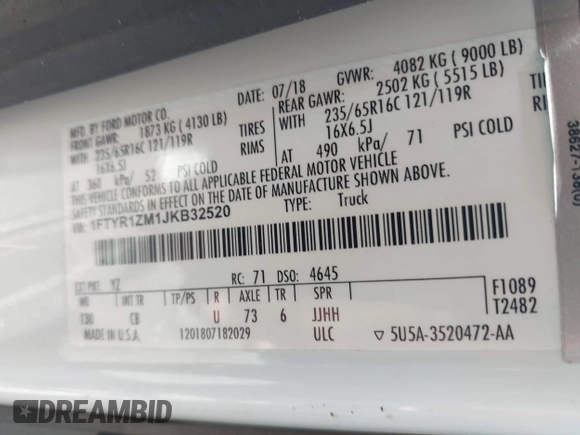 MFD. BY FORD MOTOR CO.
07/18
GVWR: 4082 KG ( 9000 LB)
FRONT GAWR: 1873 KG ( 4130 LB)
REAR GAWR: 2502 KG ( 5515 LB)
WITH 235/65R16C 121/119R TIRES
WITH 235/65R16C 121/119R TIRES
16X6.5J RIMS
16X6.5J
AT 360 kPa/ 52 PSI COLD
AT 490 kPa/ 71 PSI COLD
THIS VEHICLE CONFORMS TO ALL APPLICABLE FEDERAL MOTOR VEHICLE
SAFETY STANDARDS IN EFFECT ON THE DATE OF MANUFACTURE SHOWN ABOVE.
VIN: 1FTYR1ZM1JKB32520
TYPE: Truck
EXT PNT: YZ RC: 71 DSO: 4645
WB INT TR TP/PS R AXLE TR SPR
F1089
T2482
130 CB U 73 6 JJHH
MADE IN U.S.A. 1201807182029 ULC ▽ 5U5A-3520472-AA
DREAMBID